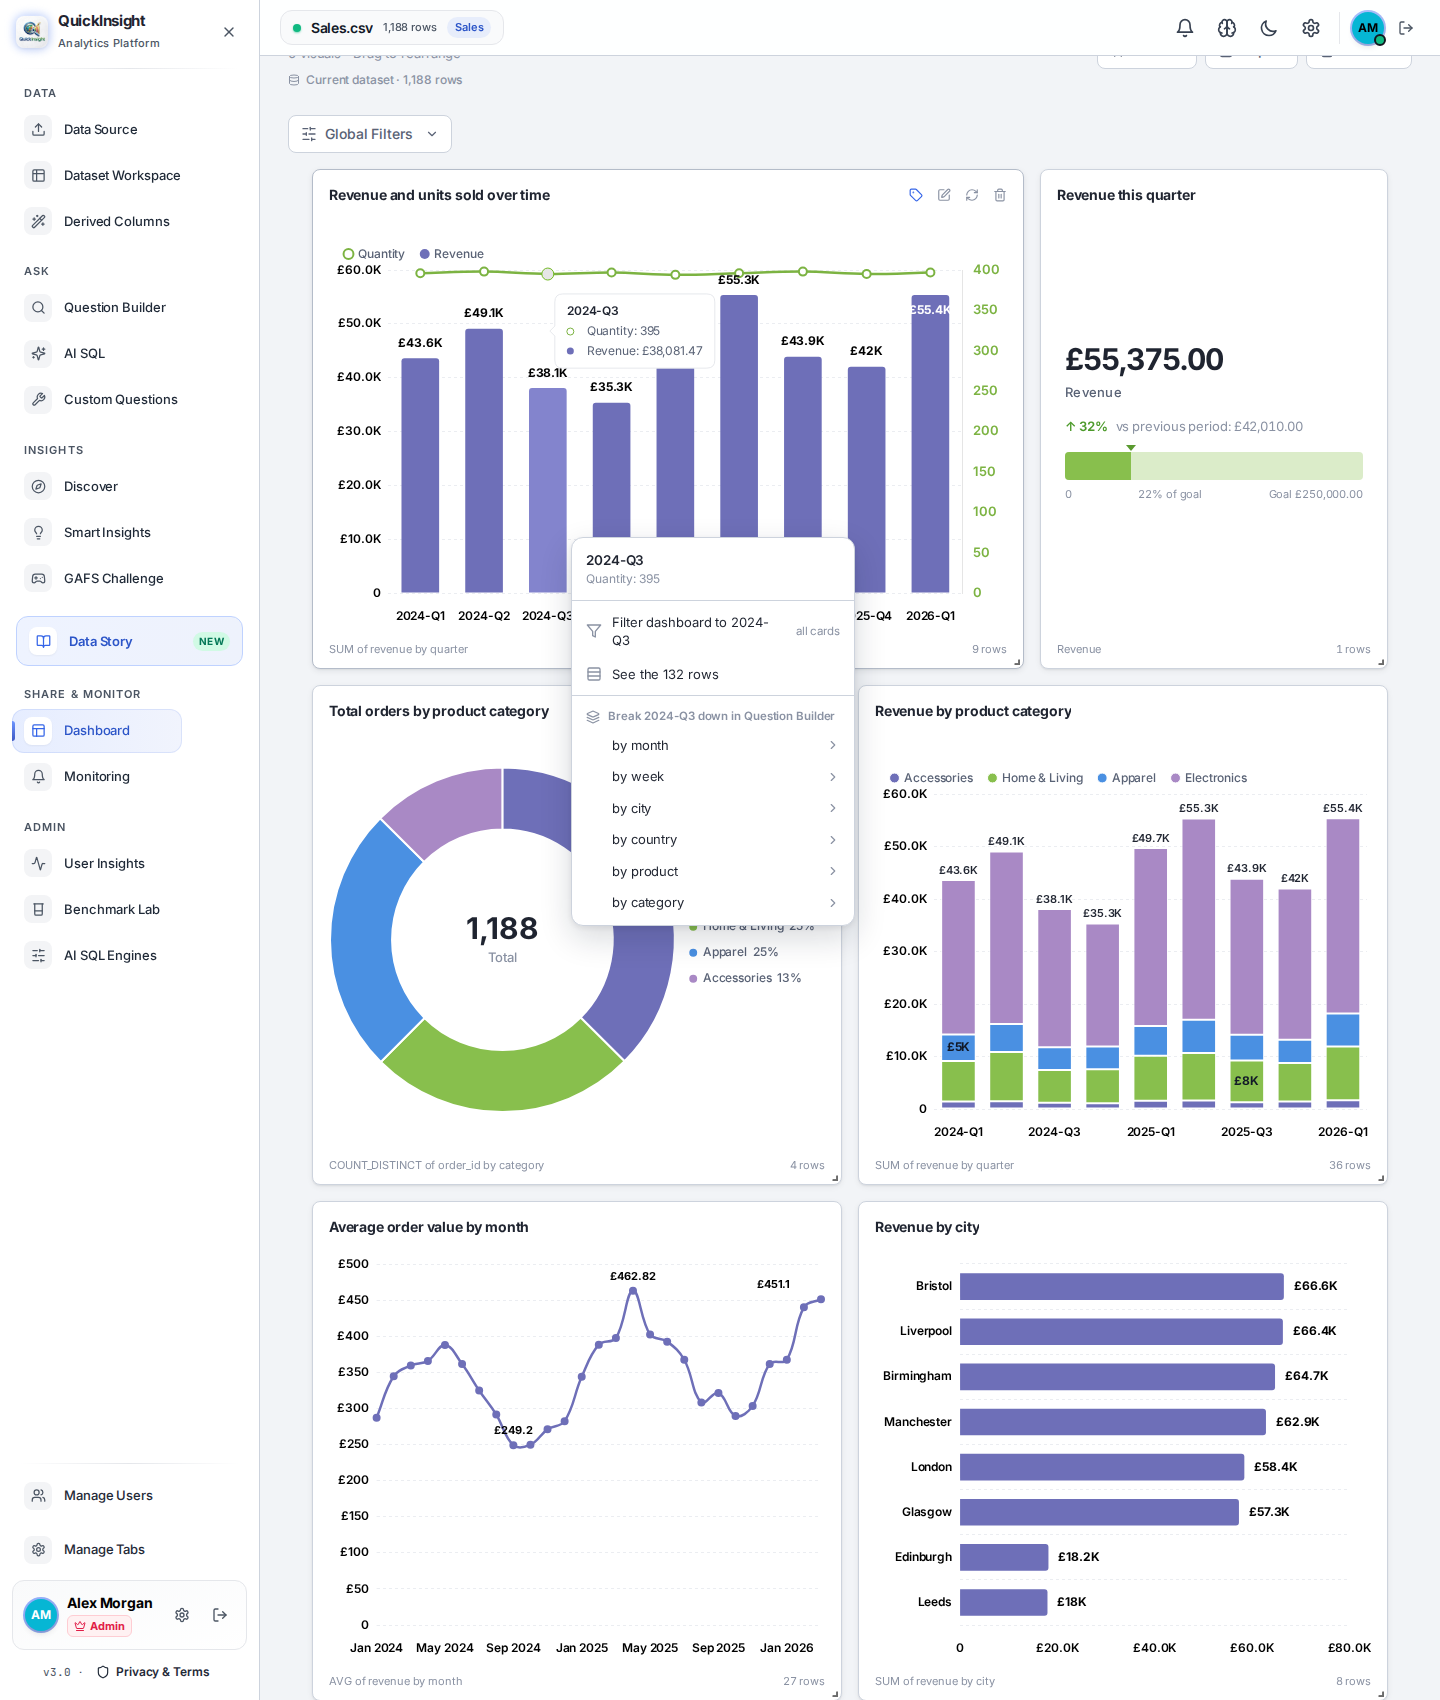 QuickInsight
Analytics Platform
DATA
Data Source
Dataset Workspace
Derived Columns
ASK
Question Builder
AI SQL
Custom Questions
INSIGHTS
Discover
Smart Insights
GAFS Challenge
Data Story NEW
SHARE & MONITOR
Dashboard
Monitoring
ADMIN
User Insights
Benchmark Lab
AI SQL Engines
Manage Users
Manage Tabs
AM Alex Morgan
Admin
v3.0 · Privacy & Terms
Sales.csv 1,188 rows Sales
AM
Current dataset · 1,188 rows
Global Filters
Revenue and units sold over time
Quantity Revenue
£60.0K
£50.0K
£40.0K
£30.0K
£20.0K
£10.0K
0
400
350
300
250
200
150
100
50
0
£43.6K
£49.1K
£38.1K
£35.3K
£55.3K
£43.9K
£42K
£55.4K
2024-Q3
Quantity: 395
Revenue: £38,081.47
2024-Q1 2024-Q2 2024-Q3 25-Q4 2026-Q1
SUM of revenue by quarter 9 rows
Revenue this quarter
£55,375.00
Revenue
↑ 32% vs previous period: £42,010.00
0 22% of goal Goal £250,000.00
Revenue 1 rows
2024-Q3
Quantity: 395
Filter dashboard to 2024-
Q3
all cards
See the 132 rows
Break 2024-Q3 down in Question Builder
by month
by week
by city
by country
by product
by category
Total orders by product category
1,188
Total
Home & Living 25%
Apparel 25%
Accessories 13%
COUNT_DISTINCT of order_id by category 4 rows
Revenue by product category
Accessories Home & Living Apparel Electronics
£60.0K
£50.0K
£40.0K
£30.0K
£20.0K
£10.0K
0
£43.6K
£49.1K
£38.1K
£35.3K
£49.7K
£55.3K
£43.9K
£42K
£55.4K
£5K
£8K
2024-Q1 2024-Q3 2025-Q1 2025-Q3 2026-Q1
SUM of revenue by quarter 36 rows
Average order value by month
£500
£450
£400
£350
£300
£250
£200
£150
£100
£50
0
£249.2
£462.82
£451.1
Jan 2024 May 2024 Sep 2024 Jan 2025 May 2025 Sep 2025 Jan 2026
AVG of revenue by month 27 rows
Revenue by city
Bristol £66.6K
Liverpool £66.4K
Birmingham £64.7K
Manchester £62.9K
London £58.4K
Glasgow £57.3K
Edinburgh £18.2K
Leeds £18K
0 £20.0K £40.0K £60.0K £80.0K
SUM of revenue by city 8 rows